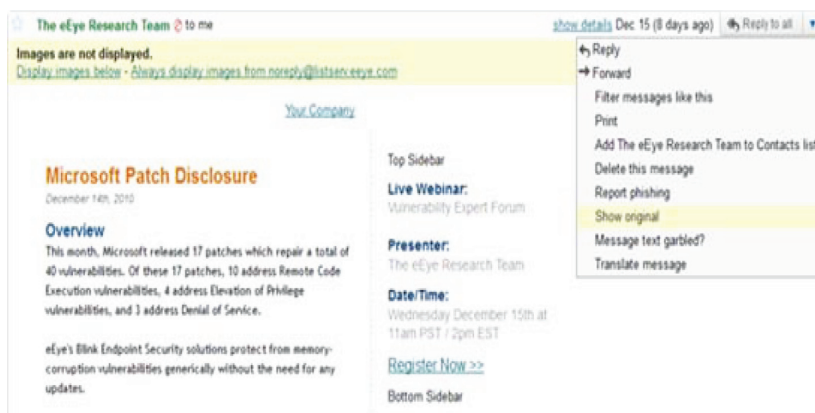 The eEye Research Team to me
show details Dec 15 (8 days ago) Reply to all
Images are not displayed.
Display images below - Always display images from noreply@listserv.eeye.com
Reply
Forward
Filter messages like this
Print
Add The eEye Research Team to Contacts list
Delete this message
Report phishing
Show original
Message text garbled?
Translate message
Your Company
Microsoft Patch Disclosure
December 14th, 2010
Overview
This month, Microsoft released 17 patches which repair a total of
40 vulnerabilities. Of these 17 patches, 10 address Remote Code
Execution vulnerabilities, 4 address Elevation of Privilege
vulnerabilities, and 3 address Denial of Service.
eEye's Blink Endpoint Security solutions protect from memory-
corruption vulnerabilities generically without the need for any
updates.
Top Sidebar
Live Webinar:
Vulnerability Expert Forum
Presenter:
The eEye Research Team
Date/Time:
Wednesday December 15th at
11am PST / 2pm EST
Register Now >>
Bottom Sidebar